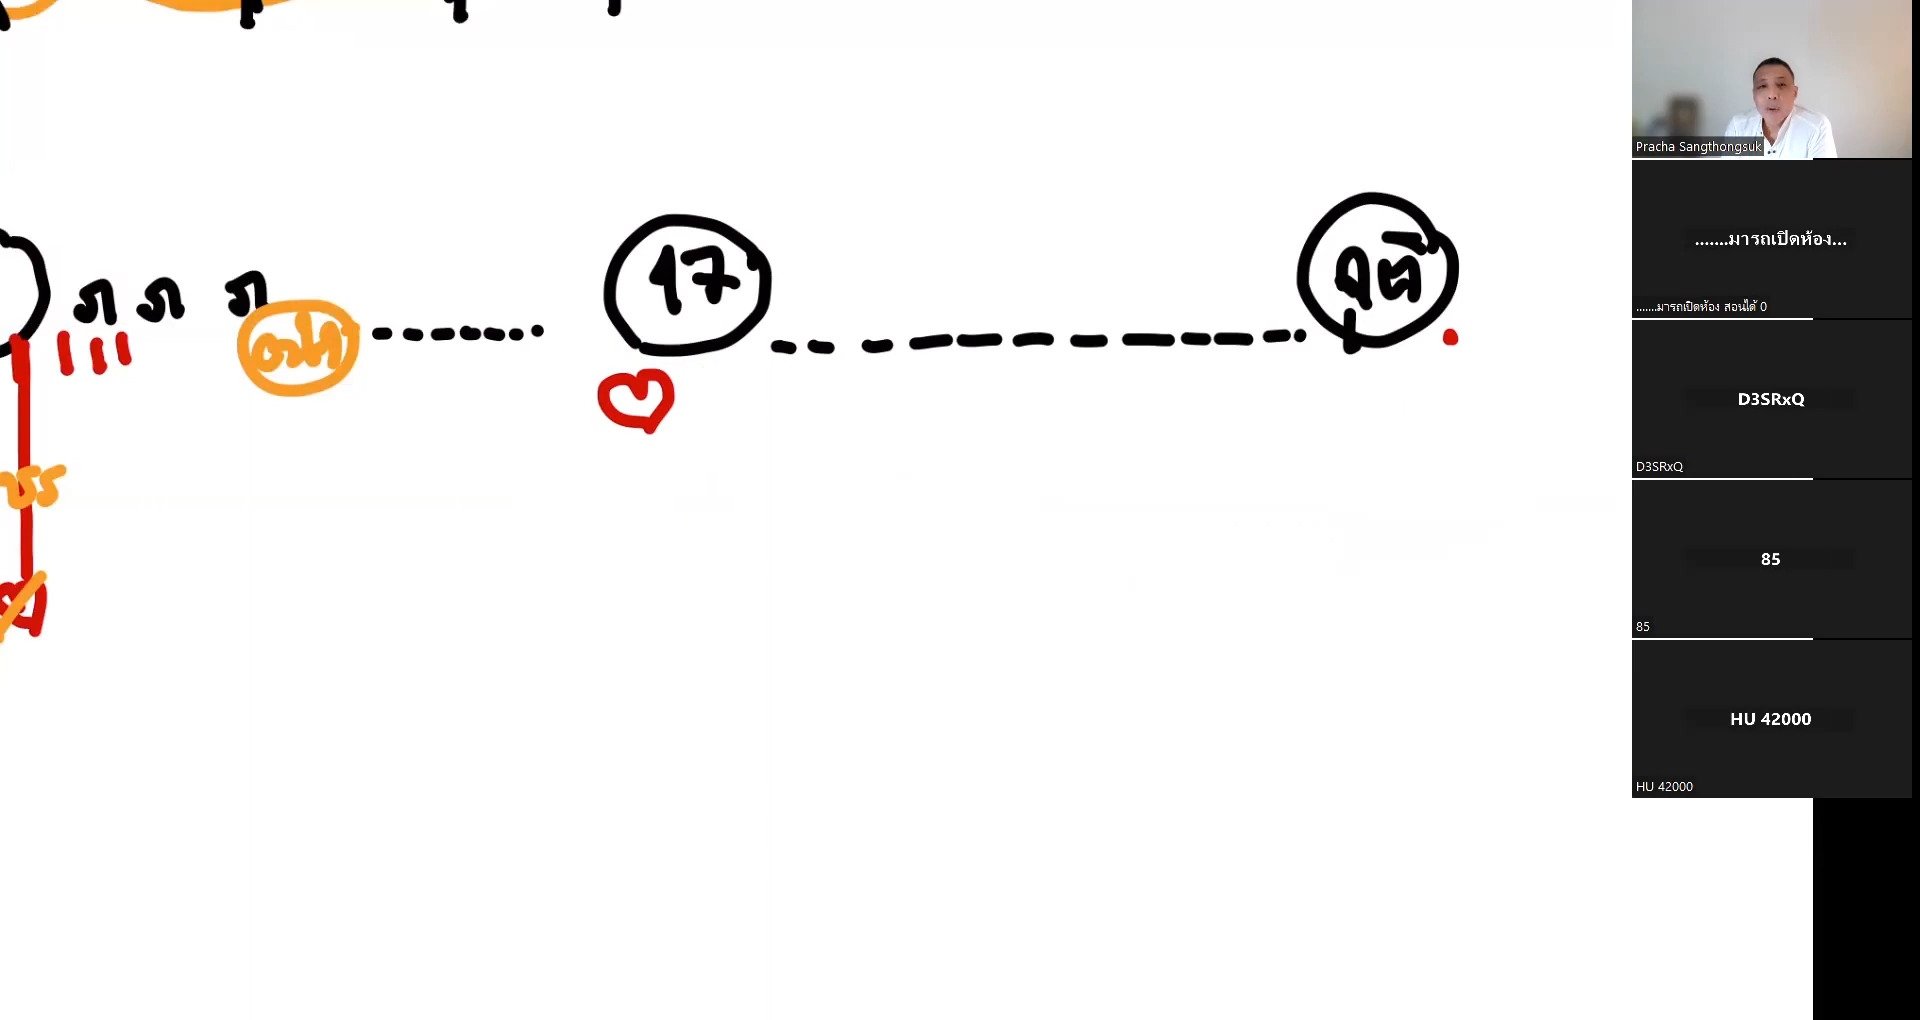 ภ ภ ภ
17
จุติ
Pracha Sangthongsuk
.......มารถเปิดห้อง...
.......มารถเปิดห้อง สอนได้ 0
D3SRxQ
D3SRxQ
85
85
HU 42000
HU 42000